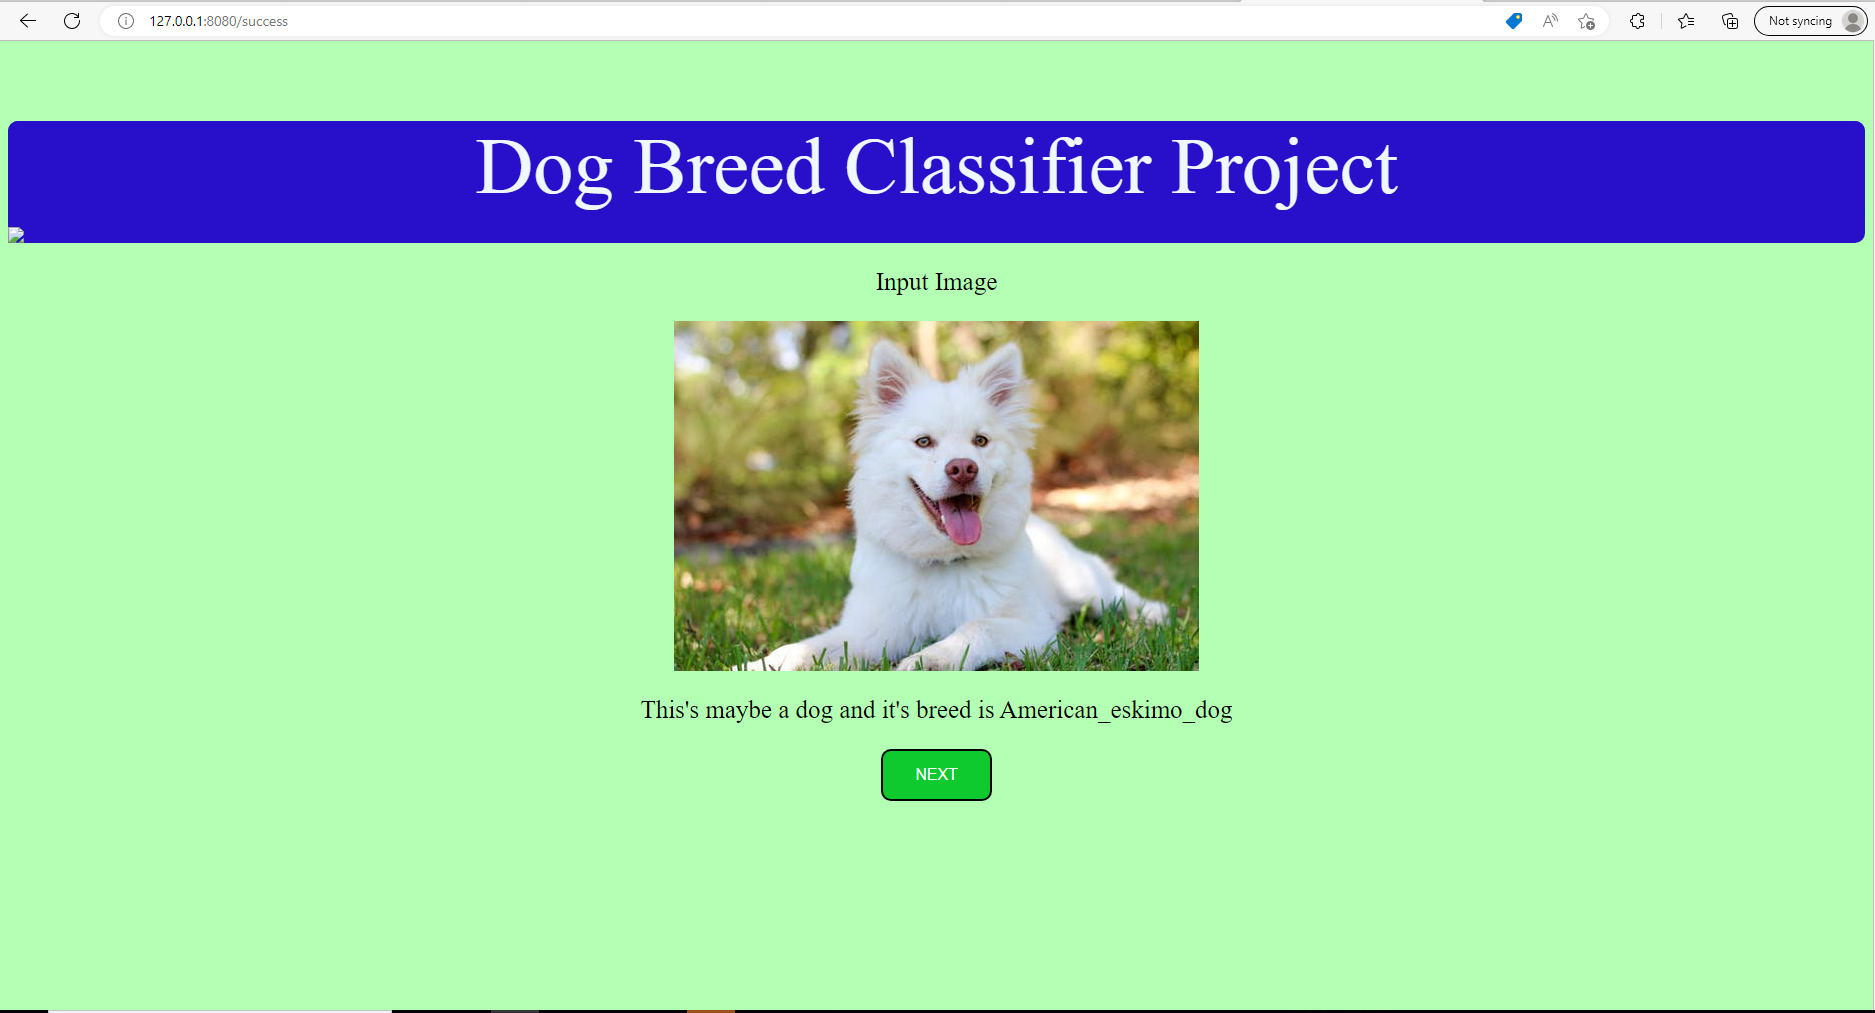 127.0.0.1:8080/success
Not syncing
Dog Breed Classifier Project
Input Image
This's maybe a dog and it's breed is American_eskimo_dog
NEXT